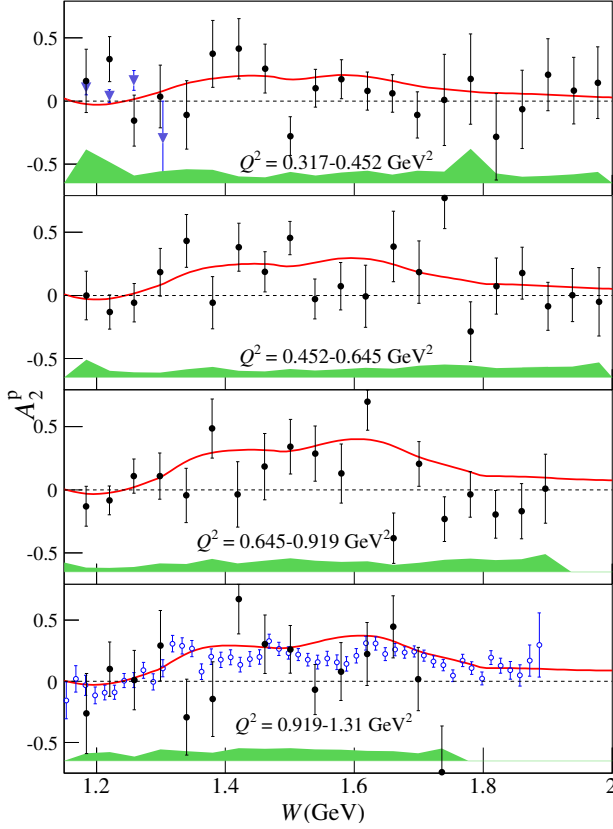 0.5
0
-0.5
Q² = 0.317-0.452 GeV²
0.5
0
-0.5
Q² = 0.452-0.645 GeV²
A₂ᵖ
0.5
0
-0.5
Q² = 0.645-0.919 GeV²
0.5
0
-0.5
Q² = 0.919-1.31 GeV²
1.2 1.4 1.6 1.8 2
W(GeV)